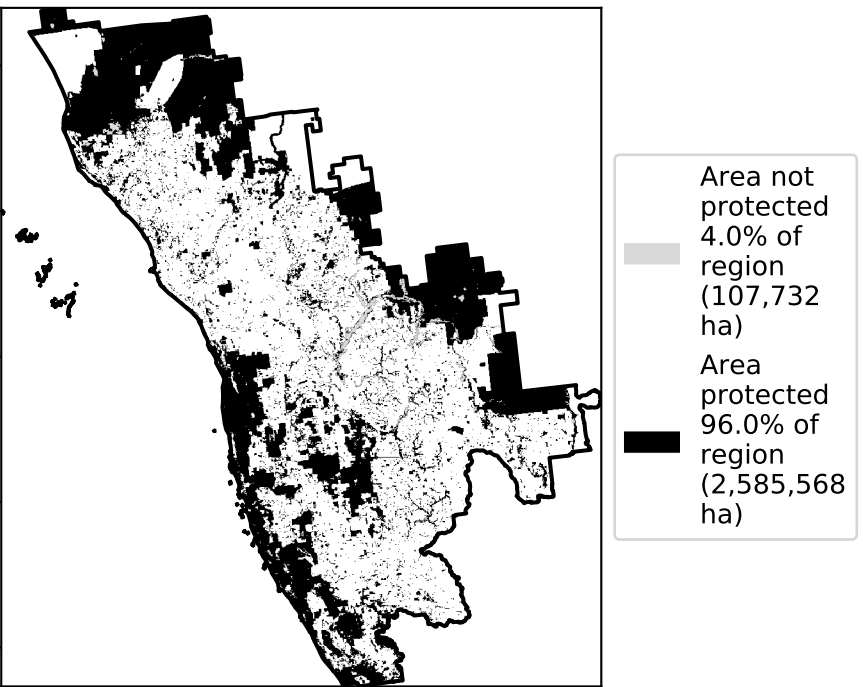 Area not
protected
4.0% of
region
(107,732
ha)
Area
protected
96.0% of
region
(2,585,568
ha)